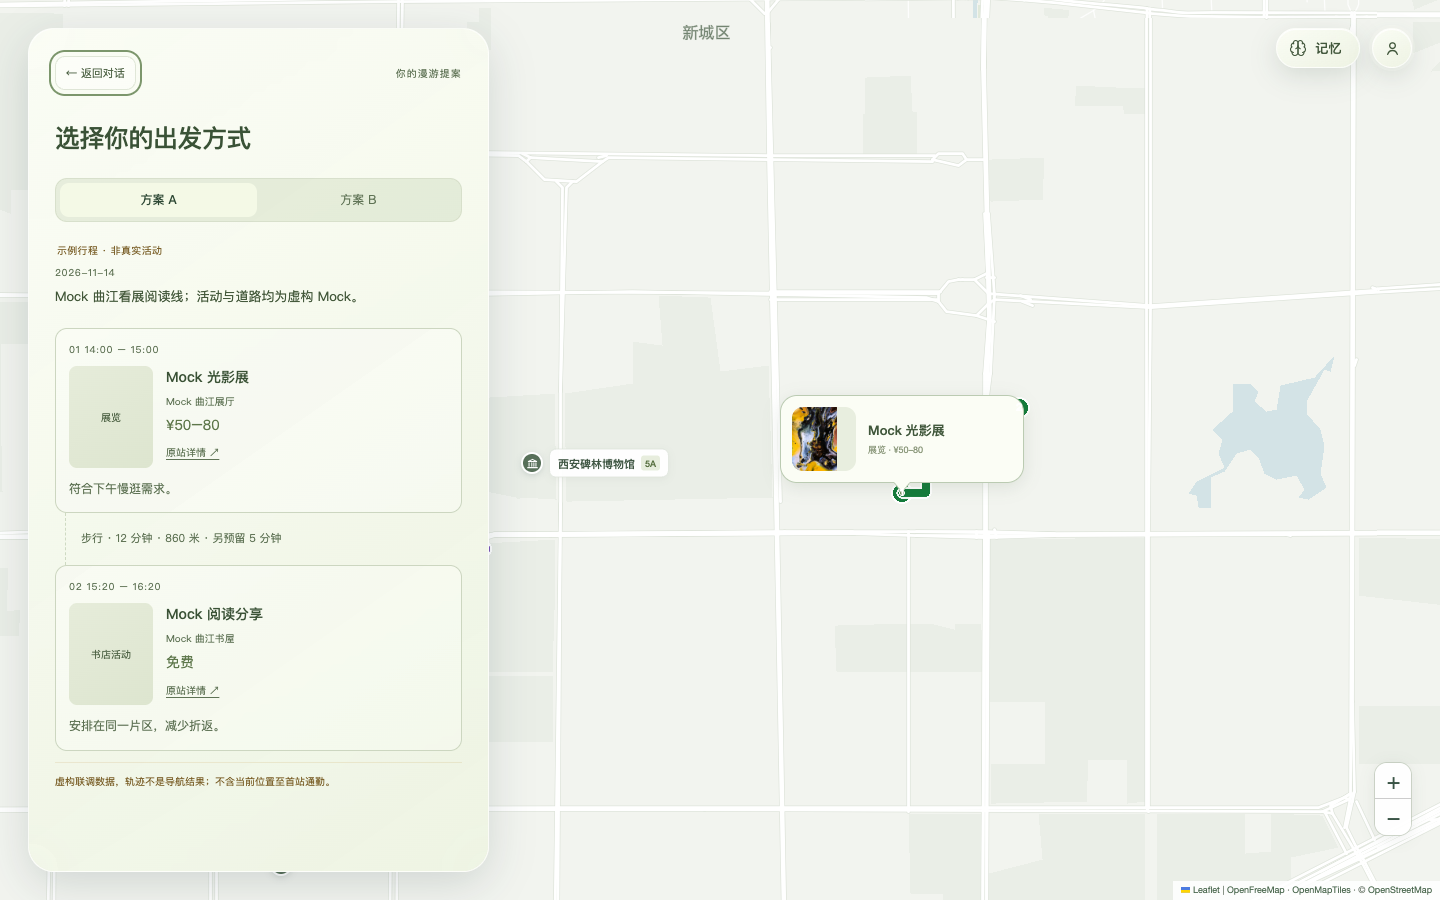 新城区
← 返回对话
你的漫游提案
记忆
选择你的出发方式
方案 A
方案 B
示例行程 · 非真实活动
2026-11-14
Mock 曲江看展阅读线；活动与道路均为虚构 Mock。
01 14:00 — 15:00
展览
Mock 光影展
Mock 曲江展厅
¥50—80
原站详情 ↗
符合下午慢逛需求。
步行 · 12 分钟 · 860 米 · 另预留 5 分钟
02 15:20 — 16:20
书店活动
Mock 阅读分享
Mock 曲江书屋
免费
原站详情 ↗
安排在同一片区，减少折返。
虚构联调数据，轨迹不是导航结果；不含当前位置至首站通勤。
西安碑林博物馆 5A
Mock 光影展
展览 · ¥50–80
+
−
Leaflet | OpenFreeMap · OpenMapTiles · © OpenStreetMap